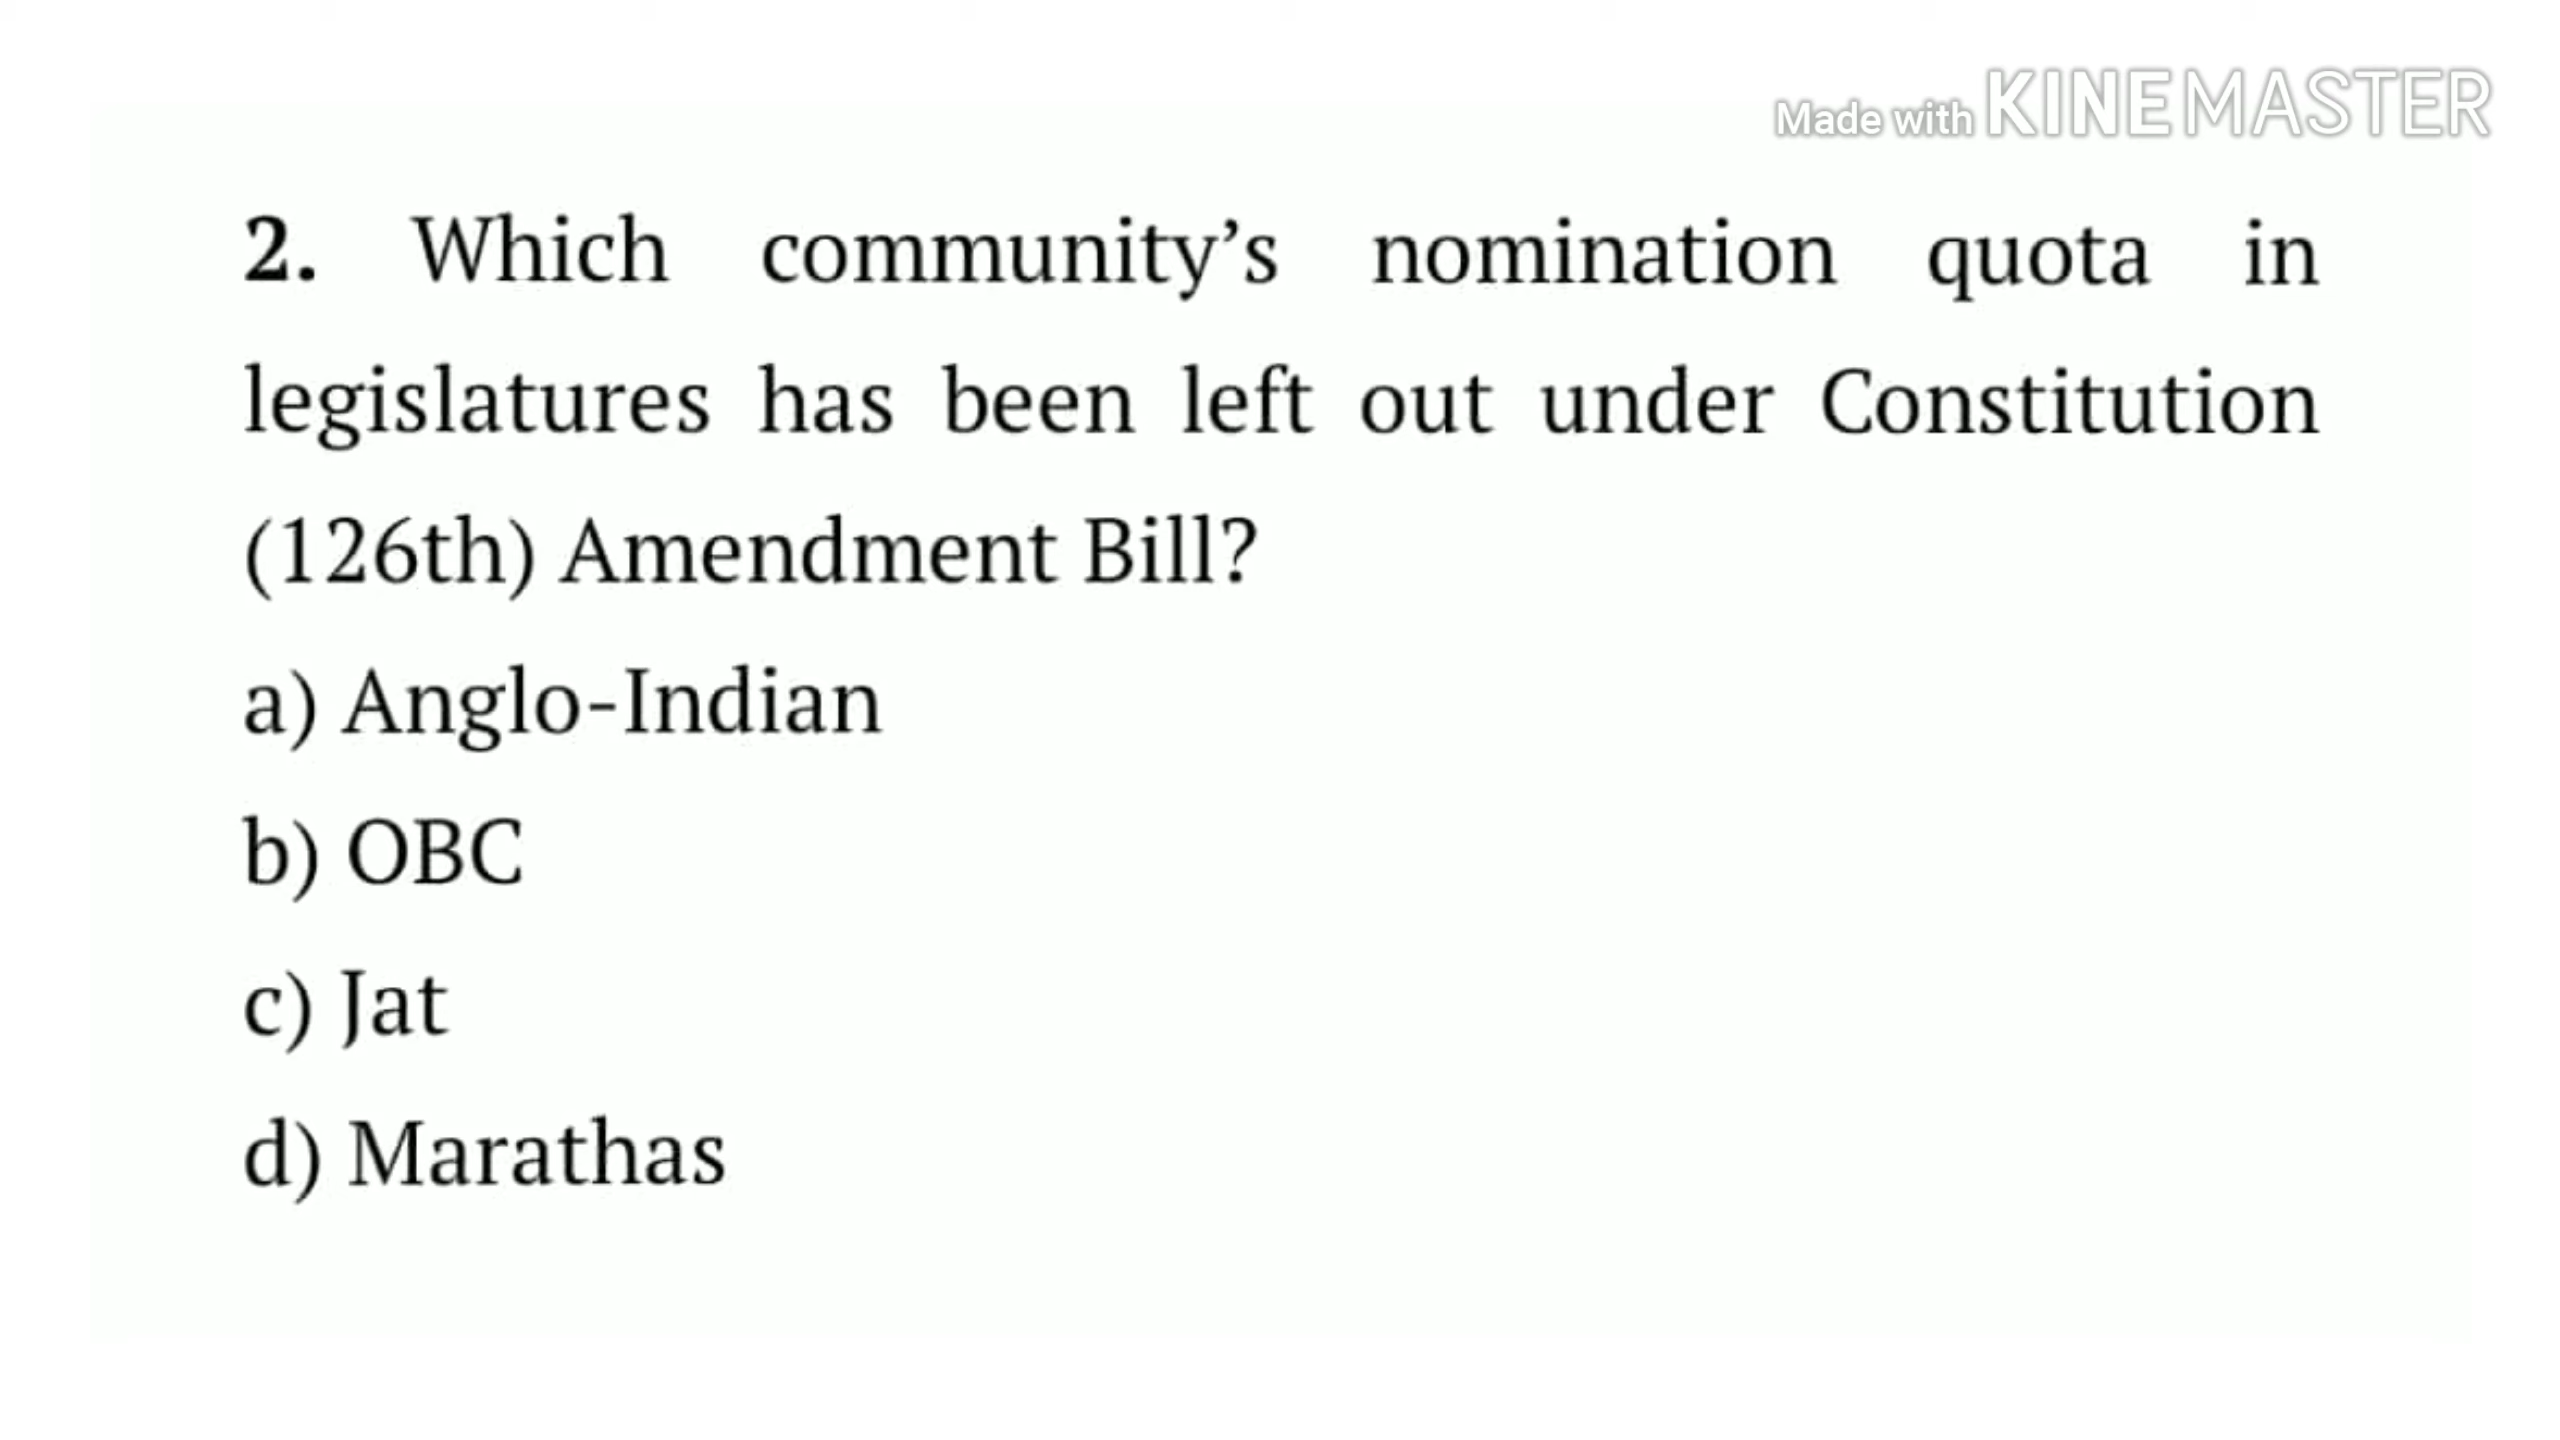 Made with KINEMASTER
2. Which community’s nomination quota in
legislatures has been left out under Constitution
(126th) Amendment Bill?
a) Anglo-Indian
b) OBC
c) Jat
d) Marathas